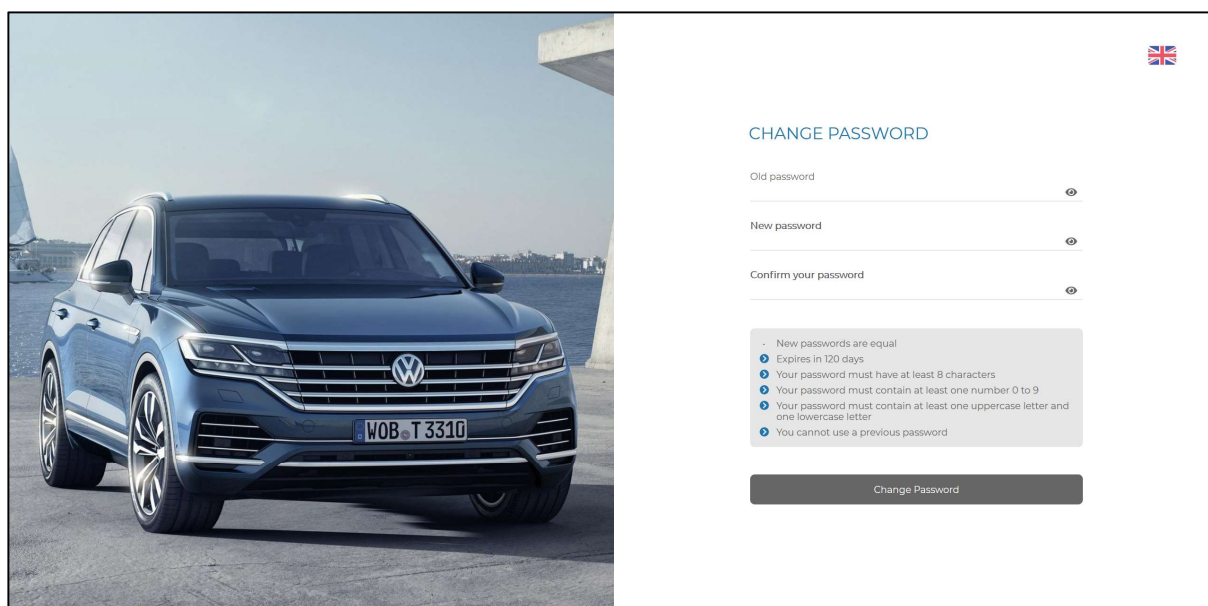 CHANGE PASSWORD
Old password
New password
Confirm your password
- New passwords are equal
Expires in 120 days
Your password must have at least 8 characters
Your password must contain at least one number 0 to 9
Your password must contain at least one uppercase letter and
one lowercase letter
You cannot use a previous password
Change Password
WOB T 3310